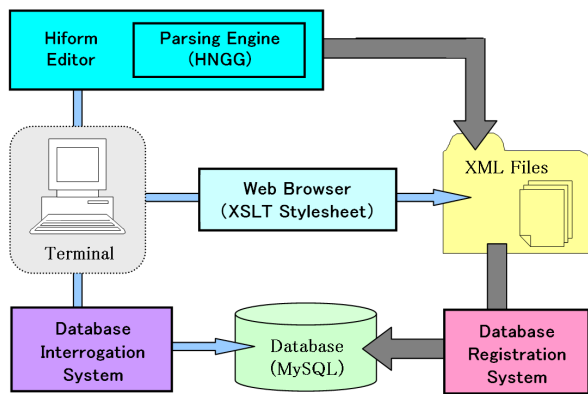 Hiform
Editor
Parsing Engine
(HNGG)
XML Files
Web Browser
(XSLT Stylesheet)
Terminal
Database
Interrogation
System
Database
(MySQL)
Database
Registration
System